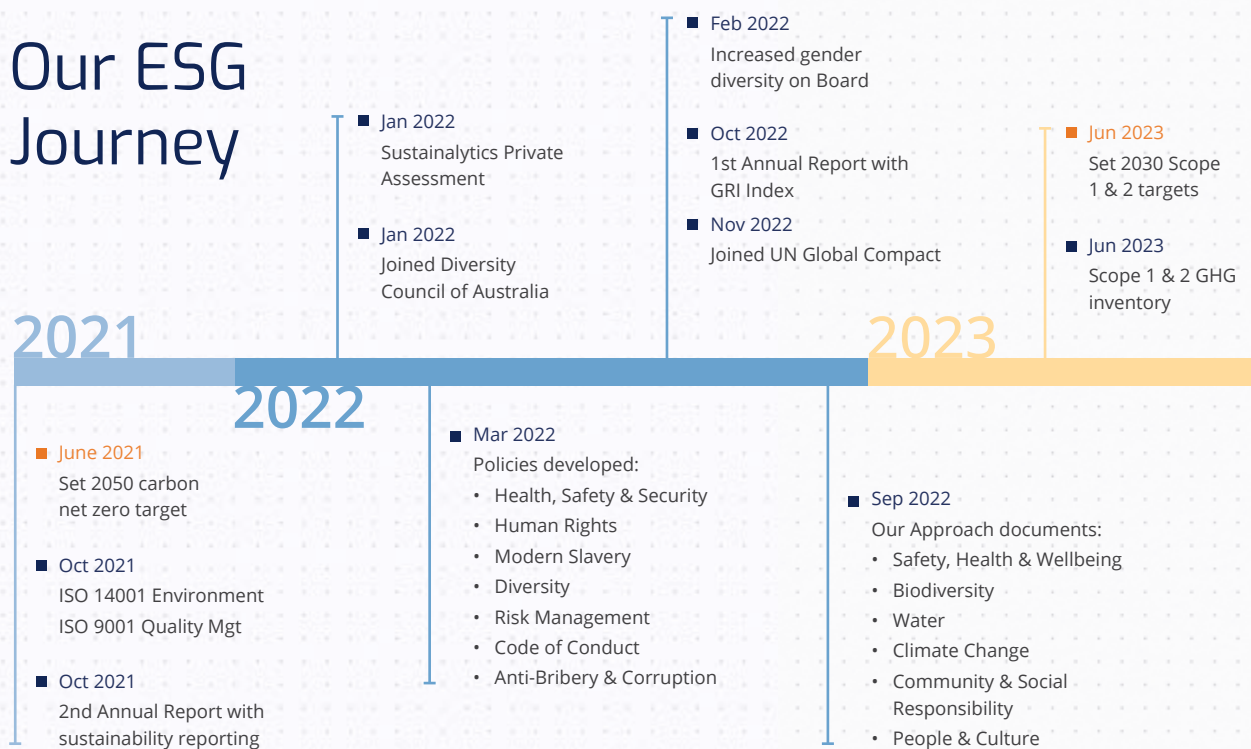 Our ESG
Journey
2021
June 2021
Set 2050 carbon
net zero target
Oct 2021
ISO 14001 Environment
ISO 9001 Quality Mgt
Oct 2021
2nd Annual Report with
sustainability reporting
2022
Jan 2022
Sustainalytics Private
Assessment
Jan 2022
Joined Diversity
Council of Australia
Mar 2022
Policies developed:
• Health, Safety & Security
• Human Rights
• Modern Slavery
• Diversity
• Risk Management
• Code of Conduct
• Anti-Bribery & Corruption
Feb 2022
Increased gender
diversity on Board
Oct 2022
1st Annual Report with
GRI Index
Nov 2022
Joined UN Global Compact
Sep 2022
Our Approach documents:
• Safety, Health & Wellbeing
• Biodiversity
• Water
• Climate Change
• Community & Social
Responsibility
• People & Culture
2023
Jun 2023
Set 2030 Scope
1 & 2 targets
Jun 2023
Scope 1 & 2 GHG
inventory